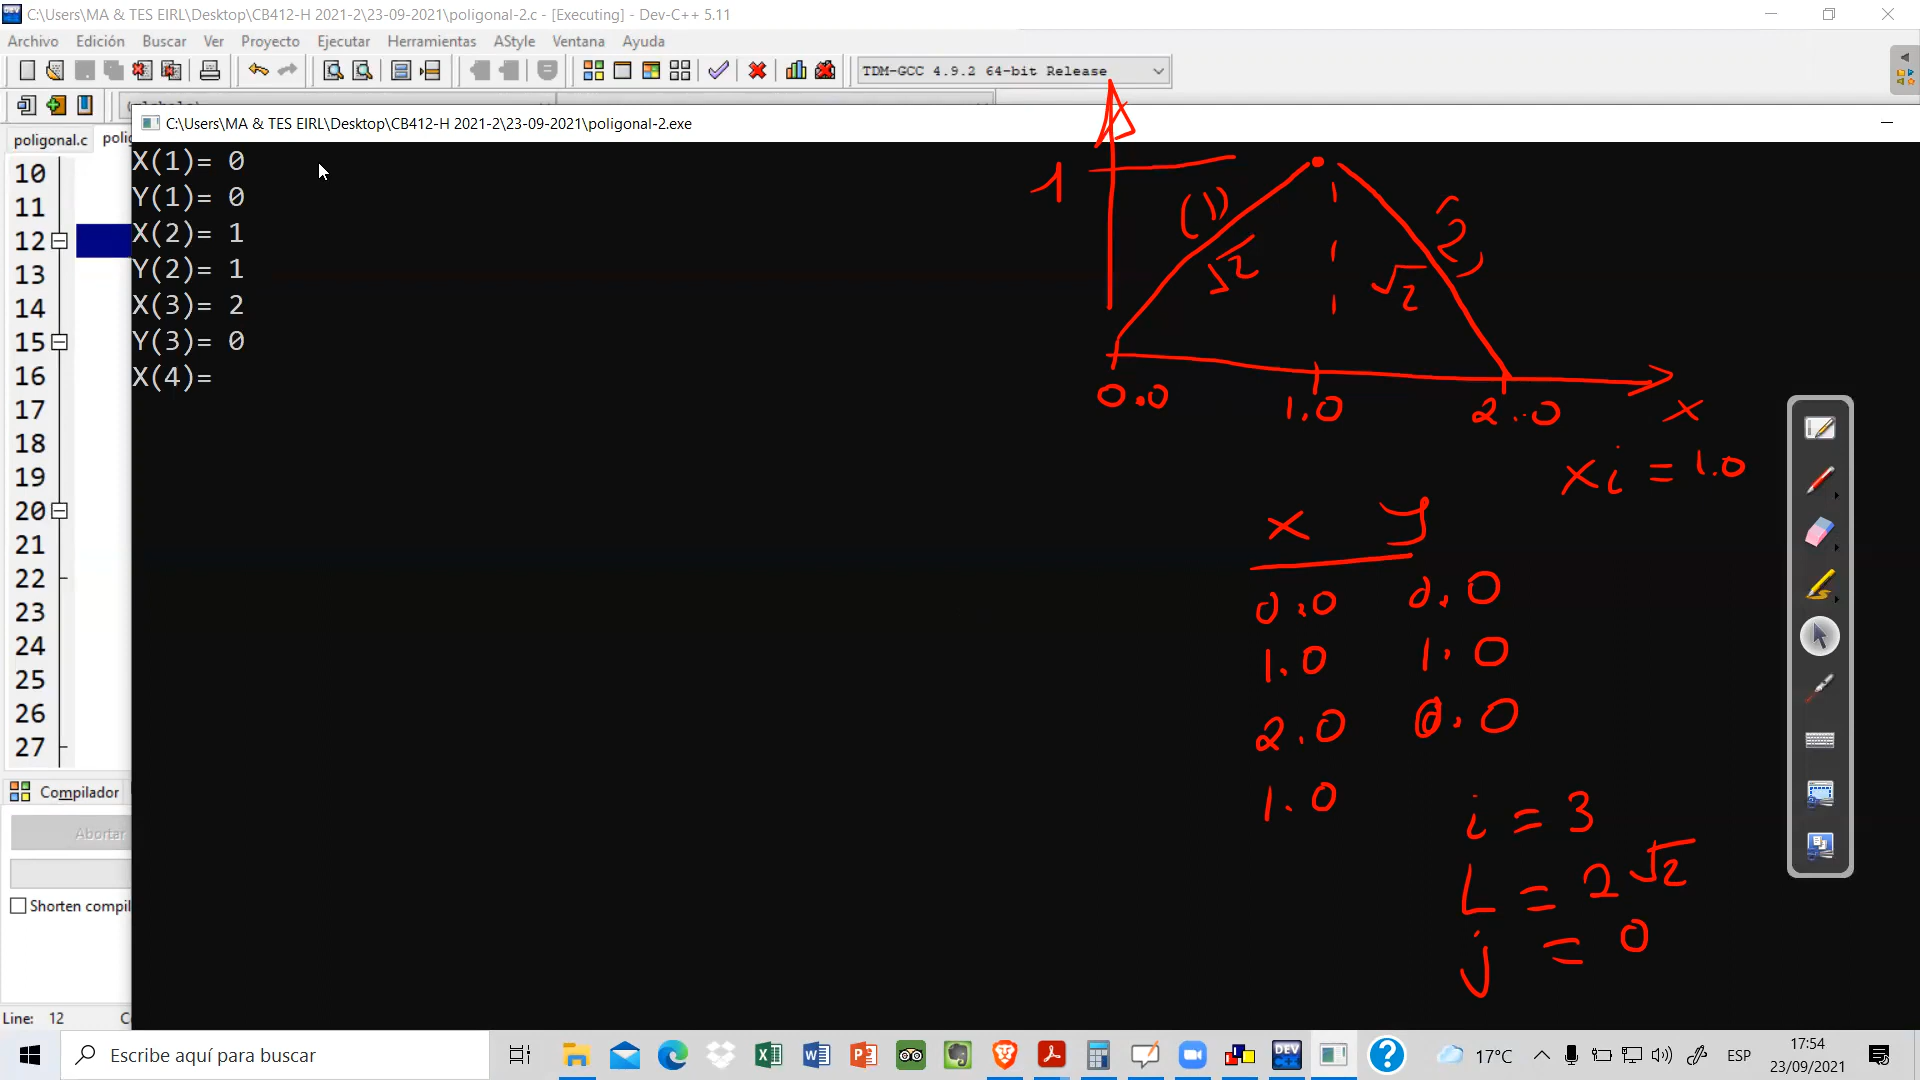 C:\Users\MA & TES EIRL\Desktop\CB412-H 2021-2\23-09-2021\poligonal-2.c - [Executing] - Dev-C++ 5.11
Archivo Edición Buscar Ver Proyecto Ejecutar Herramientas AStyle Ventana Ayuda
TDM-GCC 4.9.2 64-bit Release
poligonal.c
C:\Users\MA & TES EIRL\Desktop\CB412-H 2021-2\23-09-2021\poligonal-2.exe
X(1)= 0
Y(1)= 0
X(2)= 1
Y(2)= 1
X(3)= 2
Y(3)= 0
X(4)=
10
11
12
13
14
15
16
17
18
19
20
21
22
23
24
25
26
27
1
(1)
√2
2)
√2
0.0 1.0 2.0 x
xi = 1.0
x y
0.0 0.0
1.0 1.0
2.0 0.0
1.0
i = 3
L = 2√2
j = 0
Compilador
Abortar
Shorten compil
Line: 12
Escribe aquí para buscar
DEV
17°C
ESP
17:54
23/09/2021